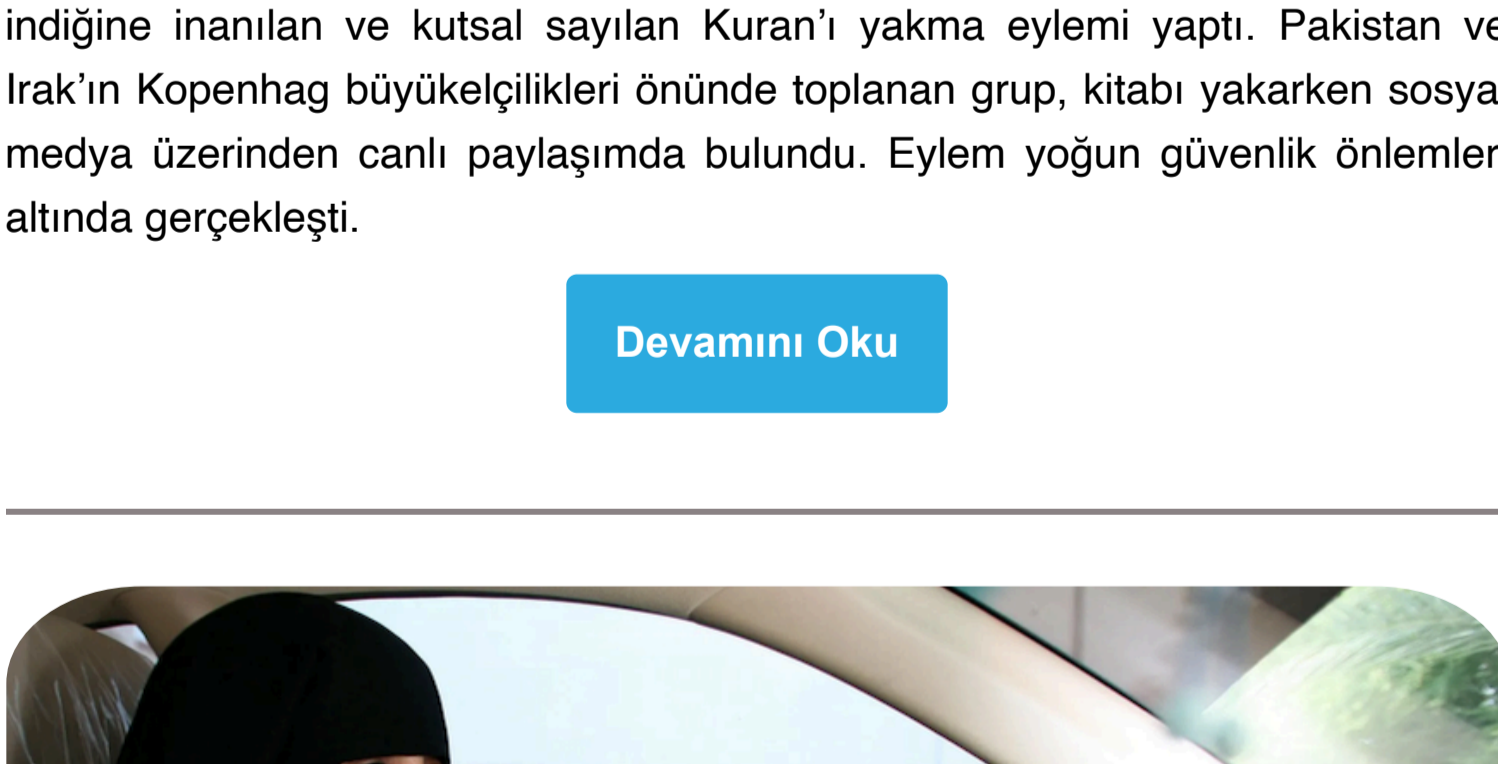 indiğine inanılan ve kutsal sayılan Kuran’ı yakma eylemi yaptı. Pakistan ve
Irak’ın Kopenhag büyükelçilikleri önünde toplanan grup, kitabı yakarken sosya
medya üzerinden canlı paylaşımda bulundu. Eylem yoğun güvenlik önlemler
altında gerçekleşti.
Devamını Oku